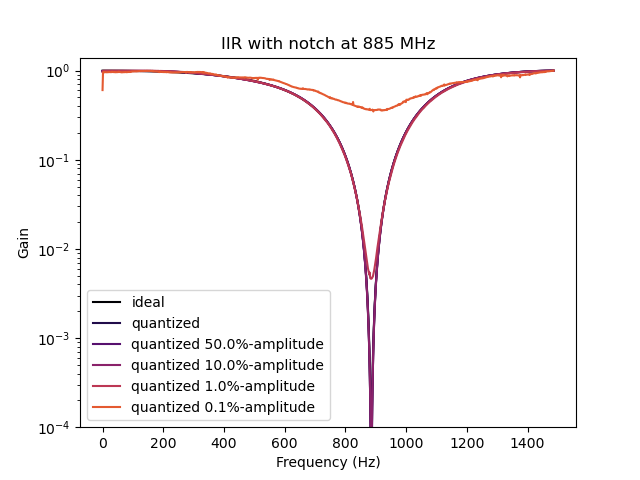 IIR with notch at 885 MHz
10⁰
10⁻¹
10⁻²
10⁻³
10⁻⁴
Gain
ideal
quantized
quantized 50.0%-amplitude
quantized 10.0%-amplitude
quantized 1.0%-amplitude
quantized 0.1%-amplitude
0 200 400 600 800 1000 1200 1400
Frequency (Hz)